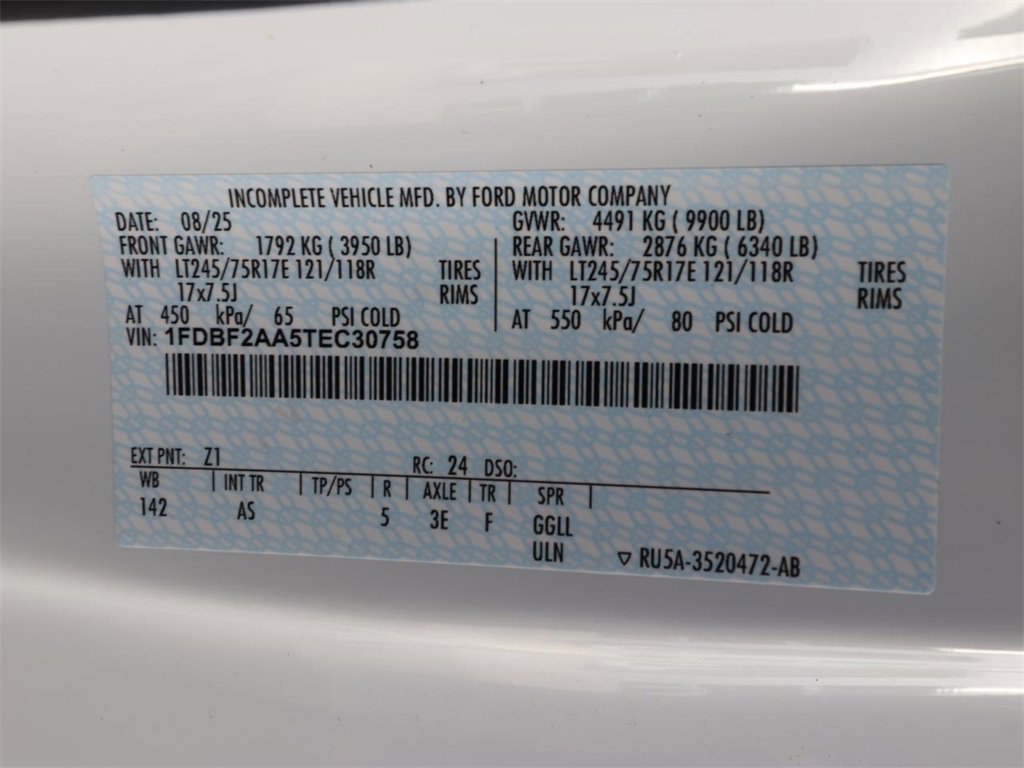 INCOMPLETE VEHICLE MFD. BY FORD MOTOR COMPANY
DATE: 08/25 GVWR: 4491 KG ( 9900 LB)
FRONT GAWR: 1792 KG ( 3950 LB) REAR GAWR: 2876 KG ( 6340 LB)
WITH LT245/75R17E 121/118R TIRES WITH LT245/75R17E 121/118R TIRES
17x7.5J RIMS 17x7.5J RIMS
AT 450 kPa/ 65 PSI COLD AT 550 kPa/ 80 PSI COLD
VIN: 1FDBF2AA5TEC30758
EXT PNT: Z1 RC: 24 DSO:
WB INT TR TP/PS R AXLE TR SPR
142 AS 5 3E F GGLL
ULN ▽ RU5A-3520472-AB